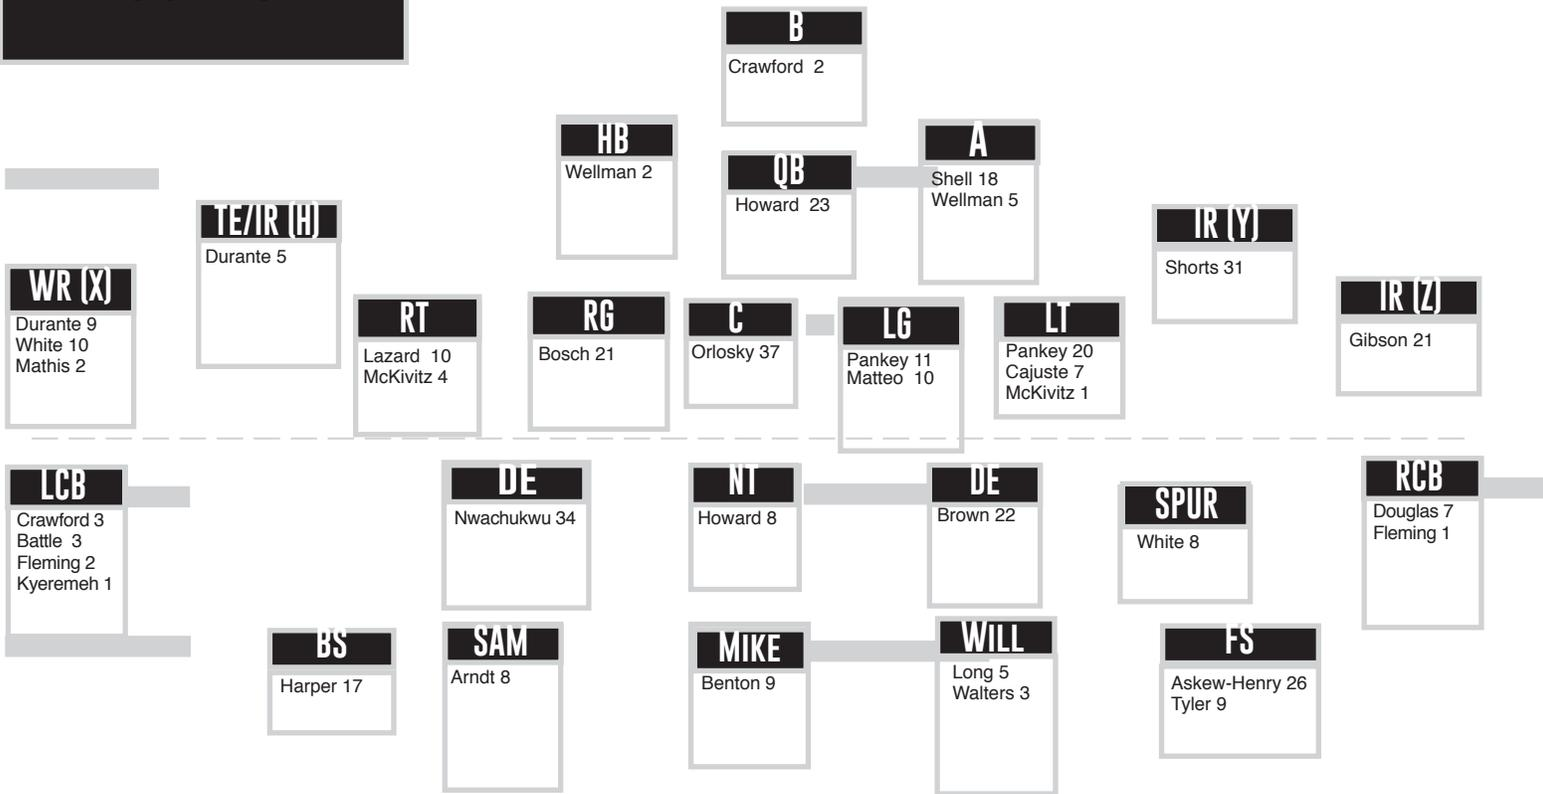 B
Crawford 2
HB
Wellman 2
QB
Howard 23
A
Shell 18
Wellman 5
TE/IR (H)
Durante 5
IR (Y)
Shorts 31
WR (X)
Durante 9
White 10
Mathis 2
RT
Lazard 10
McKivitz 4
RG
Bosch 21
C
Orlosky 37
LG
Pankey 11
Matteo 10
LT
Pankey 20
Cajuste 7
McKivitz 1
IR (Z)
Gibson 21
LCB
Crawford 3
Battle 3
Fleming 2
Kyeremeh 1
DE
Nwachukwu 34
NT
Howard 8
DE
Brown 22
SPUR
White 8
RCB
Douglas 7
Fleming 1
BS
Harper 17
SAM
Arndt 8
MIKE
Benton 9
WILL
Long 5
Walters 3
FS
Askew-Henry 26
Tyler 9